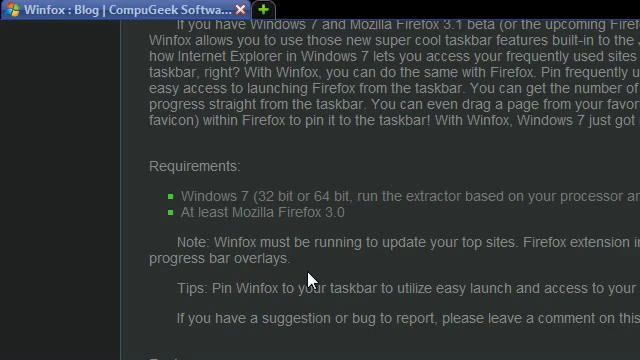 Winfox : Blog | CompuGeek Softwa...
If you have Windows 7 and Mozilla Firefox 3.1 beta (or the upcoming Firef
Winfox allows you to use those new super cool taskbar features built-in to the
how Internet Explorer in Windows 7 lets you access your frequently used sites
taskbar, right? With Winfox, you can do the same with Firefox. Pin frequently u
easy access to launching Firefox from the taskbar. You can get the number of
progress straight from the taskbar. You can even drag a page from your favor
favicon) within Firefox to pin it to the taskbar! With Winfox, Windows 7 just got
Requirements:
Windows 7 (32 bit or 64 bit, run the extractor based on your processor ar
At least Mozilla Firefox 3.0
Note: Winfox must be running to update your top sites. Firefox extension i
progress bar overlays.
Tips: Pin Winfox to your taskbar to utilize easy launch and access to your
If you have a suggestion or bug to report, please leave a comment on this